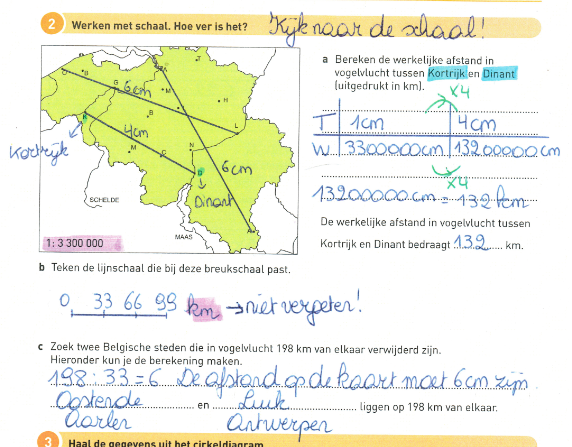 2 Werken met schaal. Hoe ver is het? Kijk naar de schaal!
a Bereken de werkelijke afstand in
vogelvlucht tussen Kortrijk en Dinant
(uitgedrukt in km).
x4
T 1cm 4cm
W 3300000cm 13200000cm
x4
13200000cm = 132 km
De werkelijke afstand in vogelvlucht tussen
Kortrijk en Dinant bedraagt 132 km.
6cm
4cm
6cm
Kortrijk
Dinant
O
B
G
A
T
M
H
B
K
L
M
C
N
D
A
SCHELDE
MAAS
1: 3 300 000
b Teken de lijnschaal die bij deze breukschaal past.
0 33 66 99 km → niet vergeten!
c Zoek twee Belgische steden die in vogelvlucht 198 km van elkaar verwijderd zijn.
Hieronder kun je de berekening maken.
198 : 33 = 6 De afstand op de kaart moet 6cm zijn.
Oostende en Luik liggen op 198 km van elkaar.
Aarlen Antwerpen
3 Haal de gegevens uit het cirkeldiagram